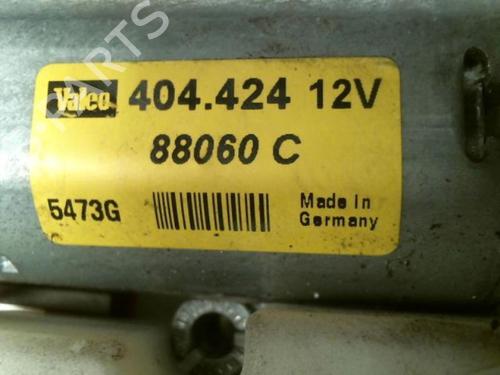 Valeo 404.424 12V
88060 C
5473G
Made In
Germany